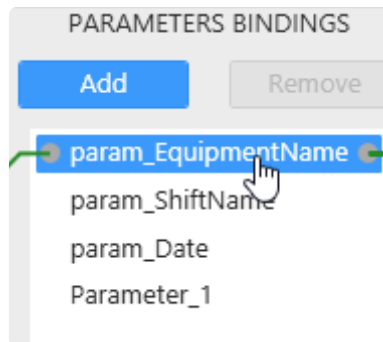 PARAMETERS BINDINGS
Add Remove
param_EquipmentName
param_ShiftName
param_Date
Parameter_1